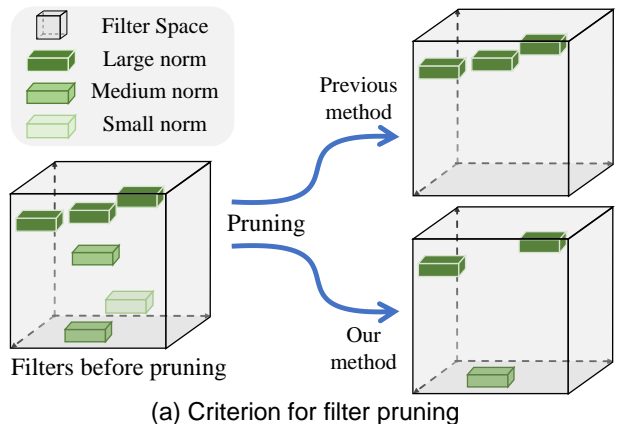 Filter Space
Large norm
Medium norm
Small norm
Previous
method
Pruning
Our
method
Filters before pruning
(a) Criterion for filter pruning